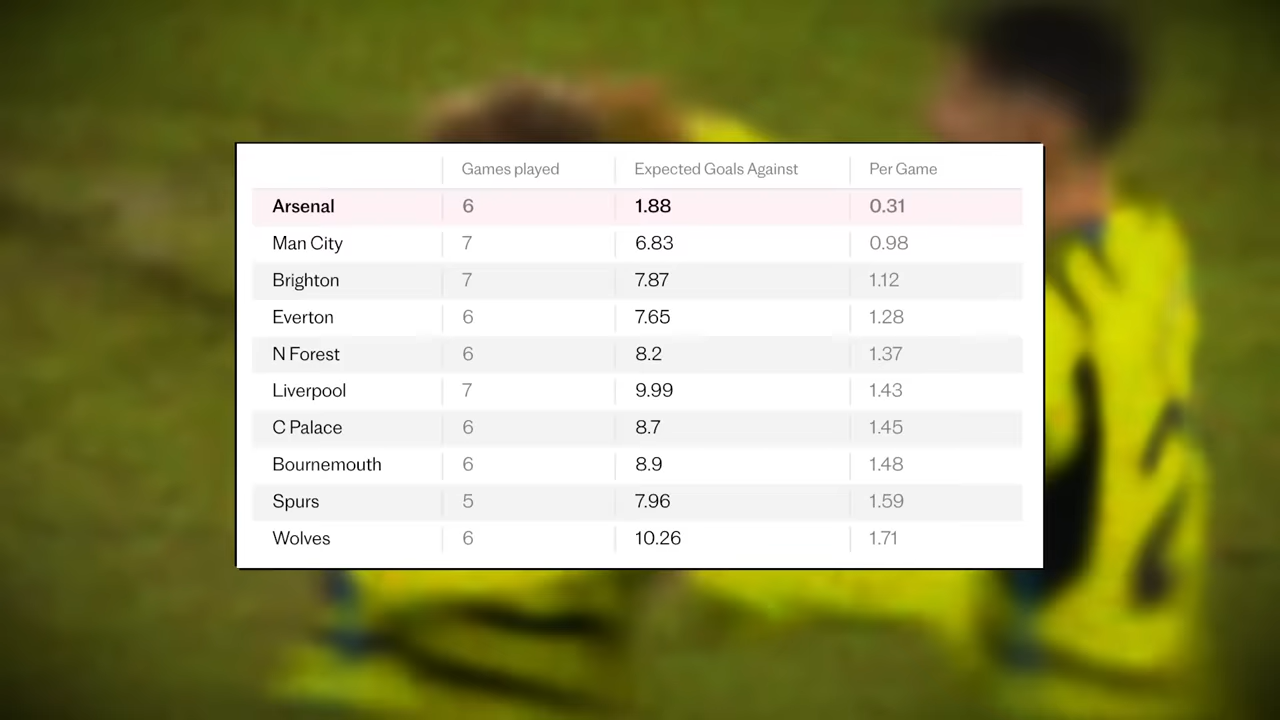 Games played Expected Goals Against Per Game
Arsenal 6 1.88 0.31
Man City 7 6.83 0.98
Brighton 7 7.87 1.12
Everton 6 7.65 1.28
N Forest 6 8.2 1.37
Liverpool 7 9.99 1.43
C Palace 6 8.7 1.45
Bournemouth 6 8.9 1.48
Spurs 5 7.96 1.59
Wolves 6 10.26 1.71